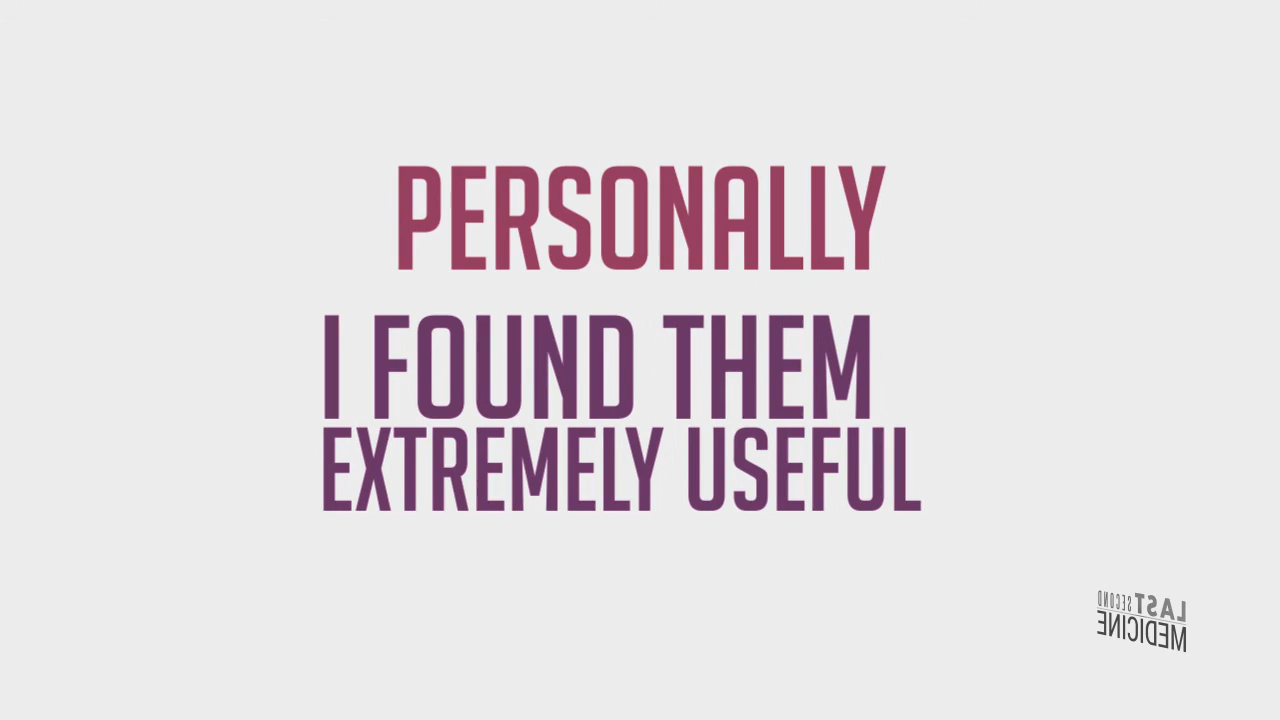 PERSONALLY
I FOUND THEM
EXTREMELY USEFUL
LAST SECOND
MEDICINE